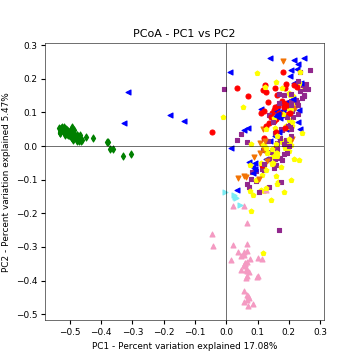 PCoA - PC1 vs PC2
PC2 - Percent variation explained 5.47%
0.3
0.2
0.1
0.0
−0.1
−0.2
−0.3
−0.4
−0.5
−0.5 −0.4 −0.3 −0.2 −0.1 0.0 0.1 0.2 0.3
PC1 - Percent variation explained 17.08%